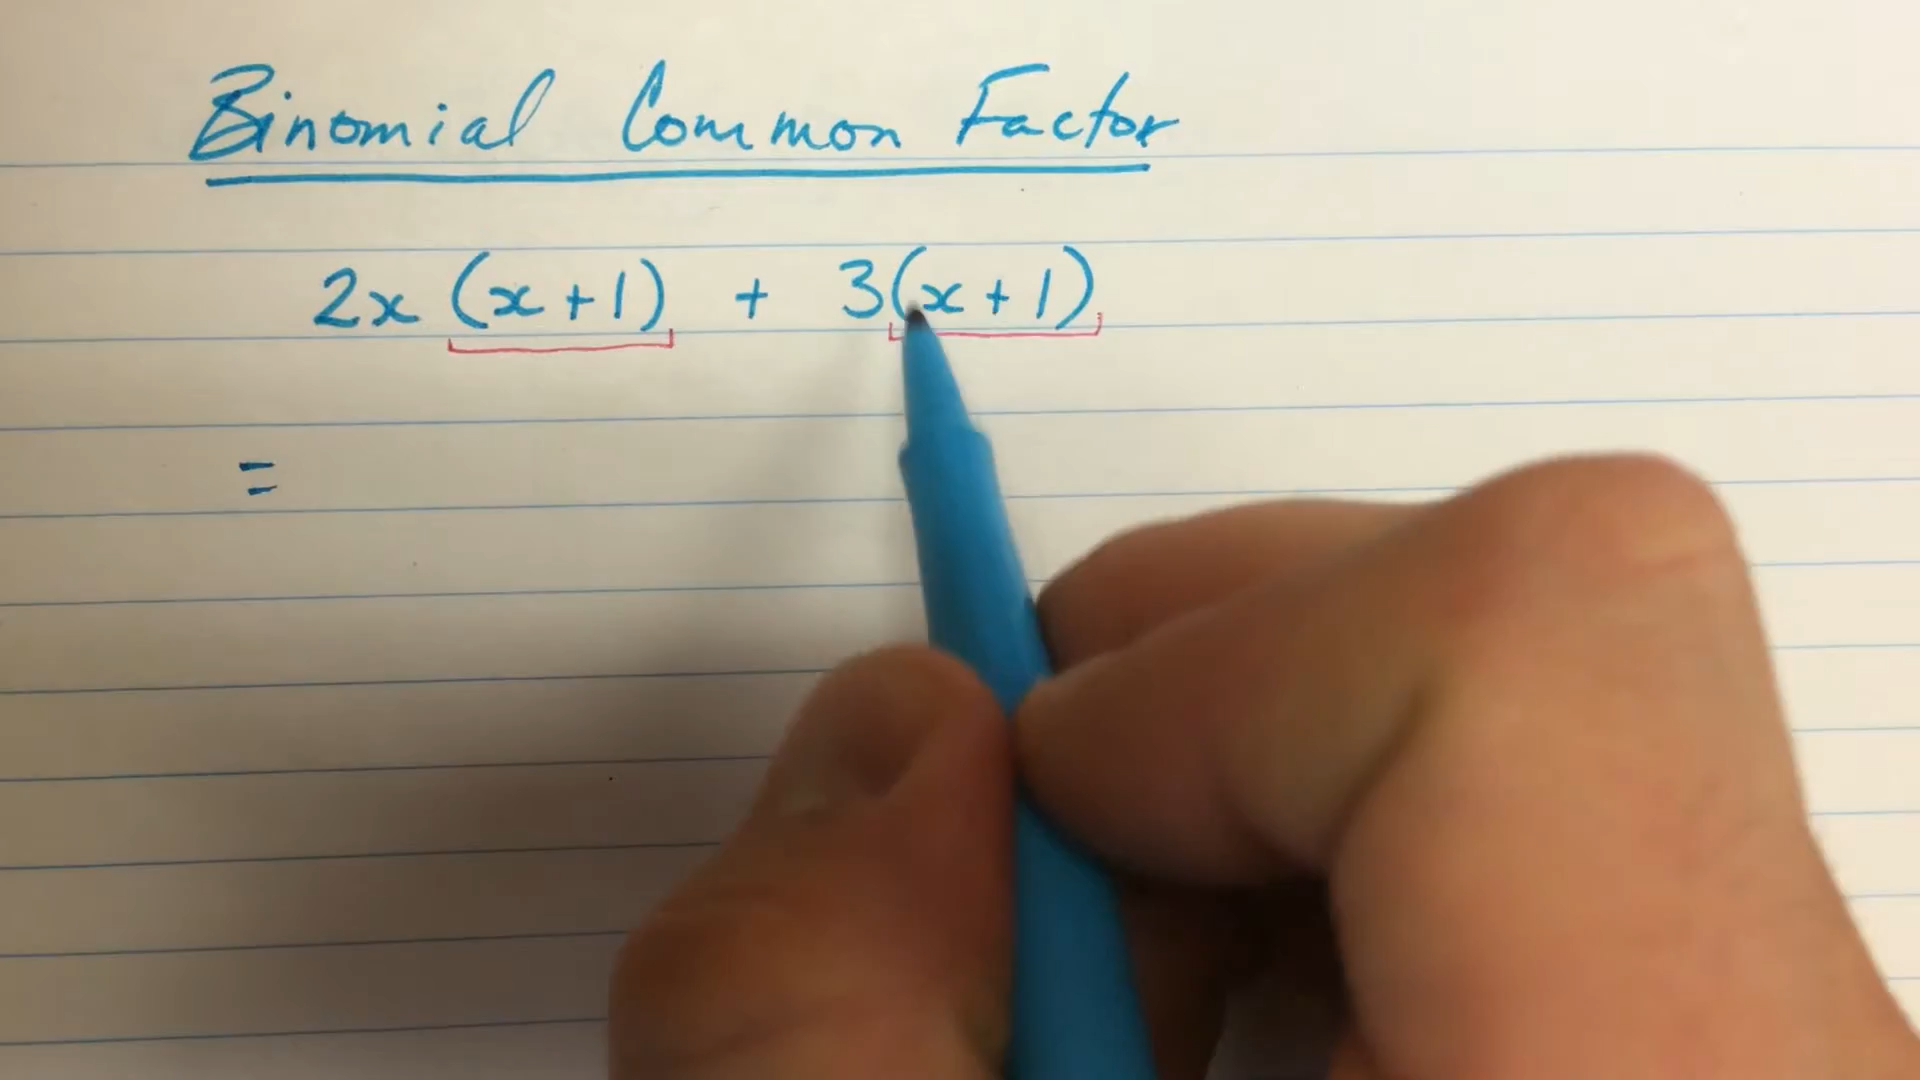 Binomial Common Factor
2x (x+1) + 3(x+1)
=